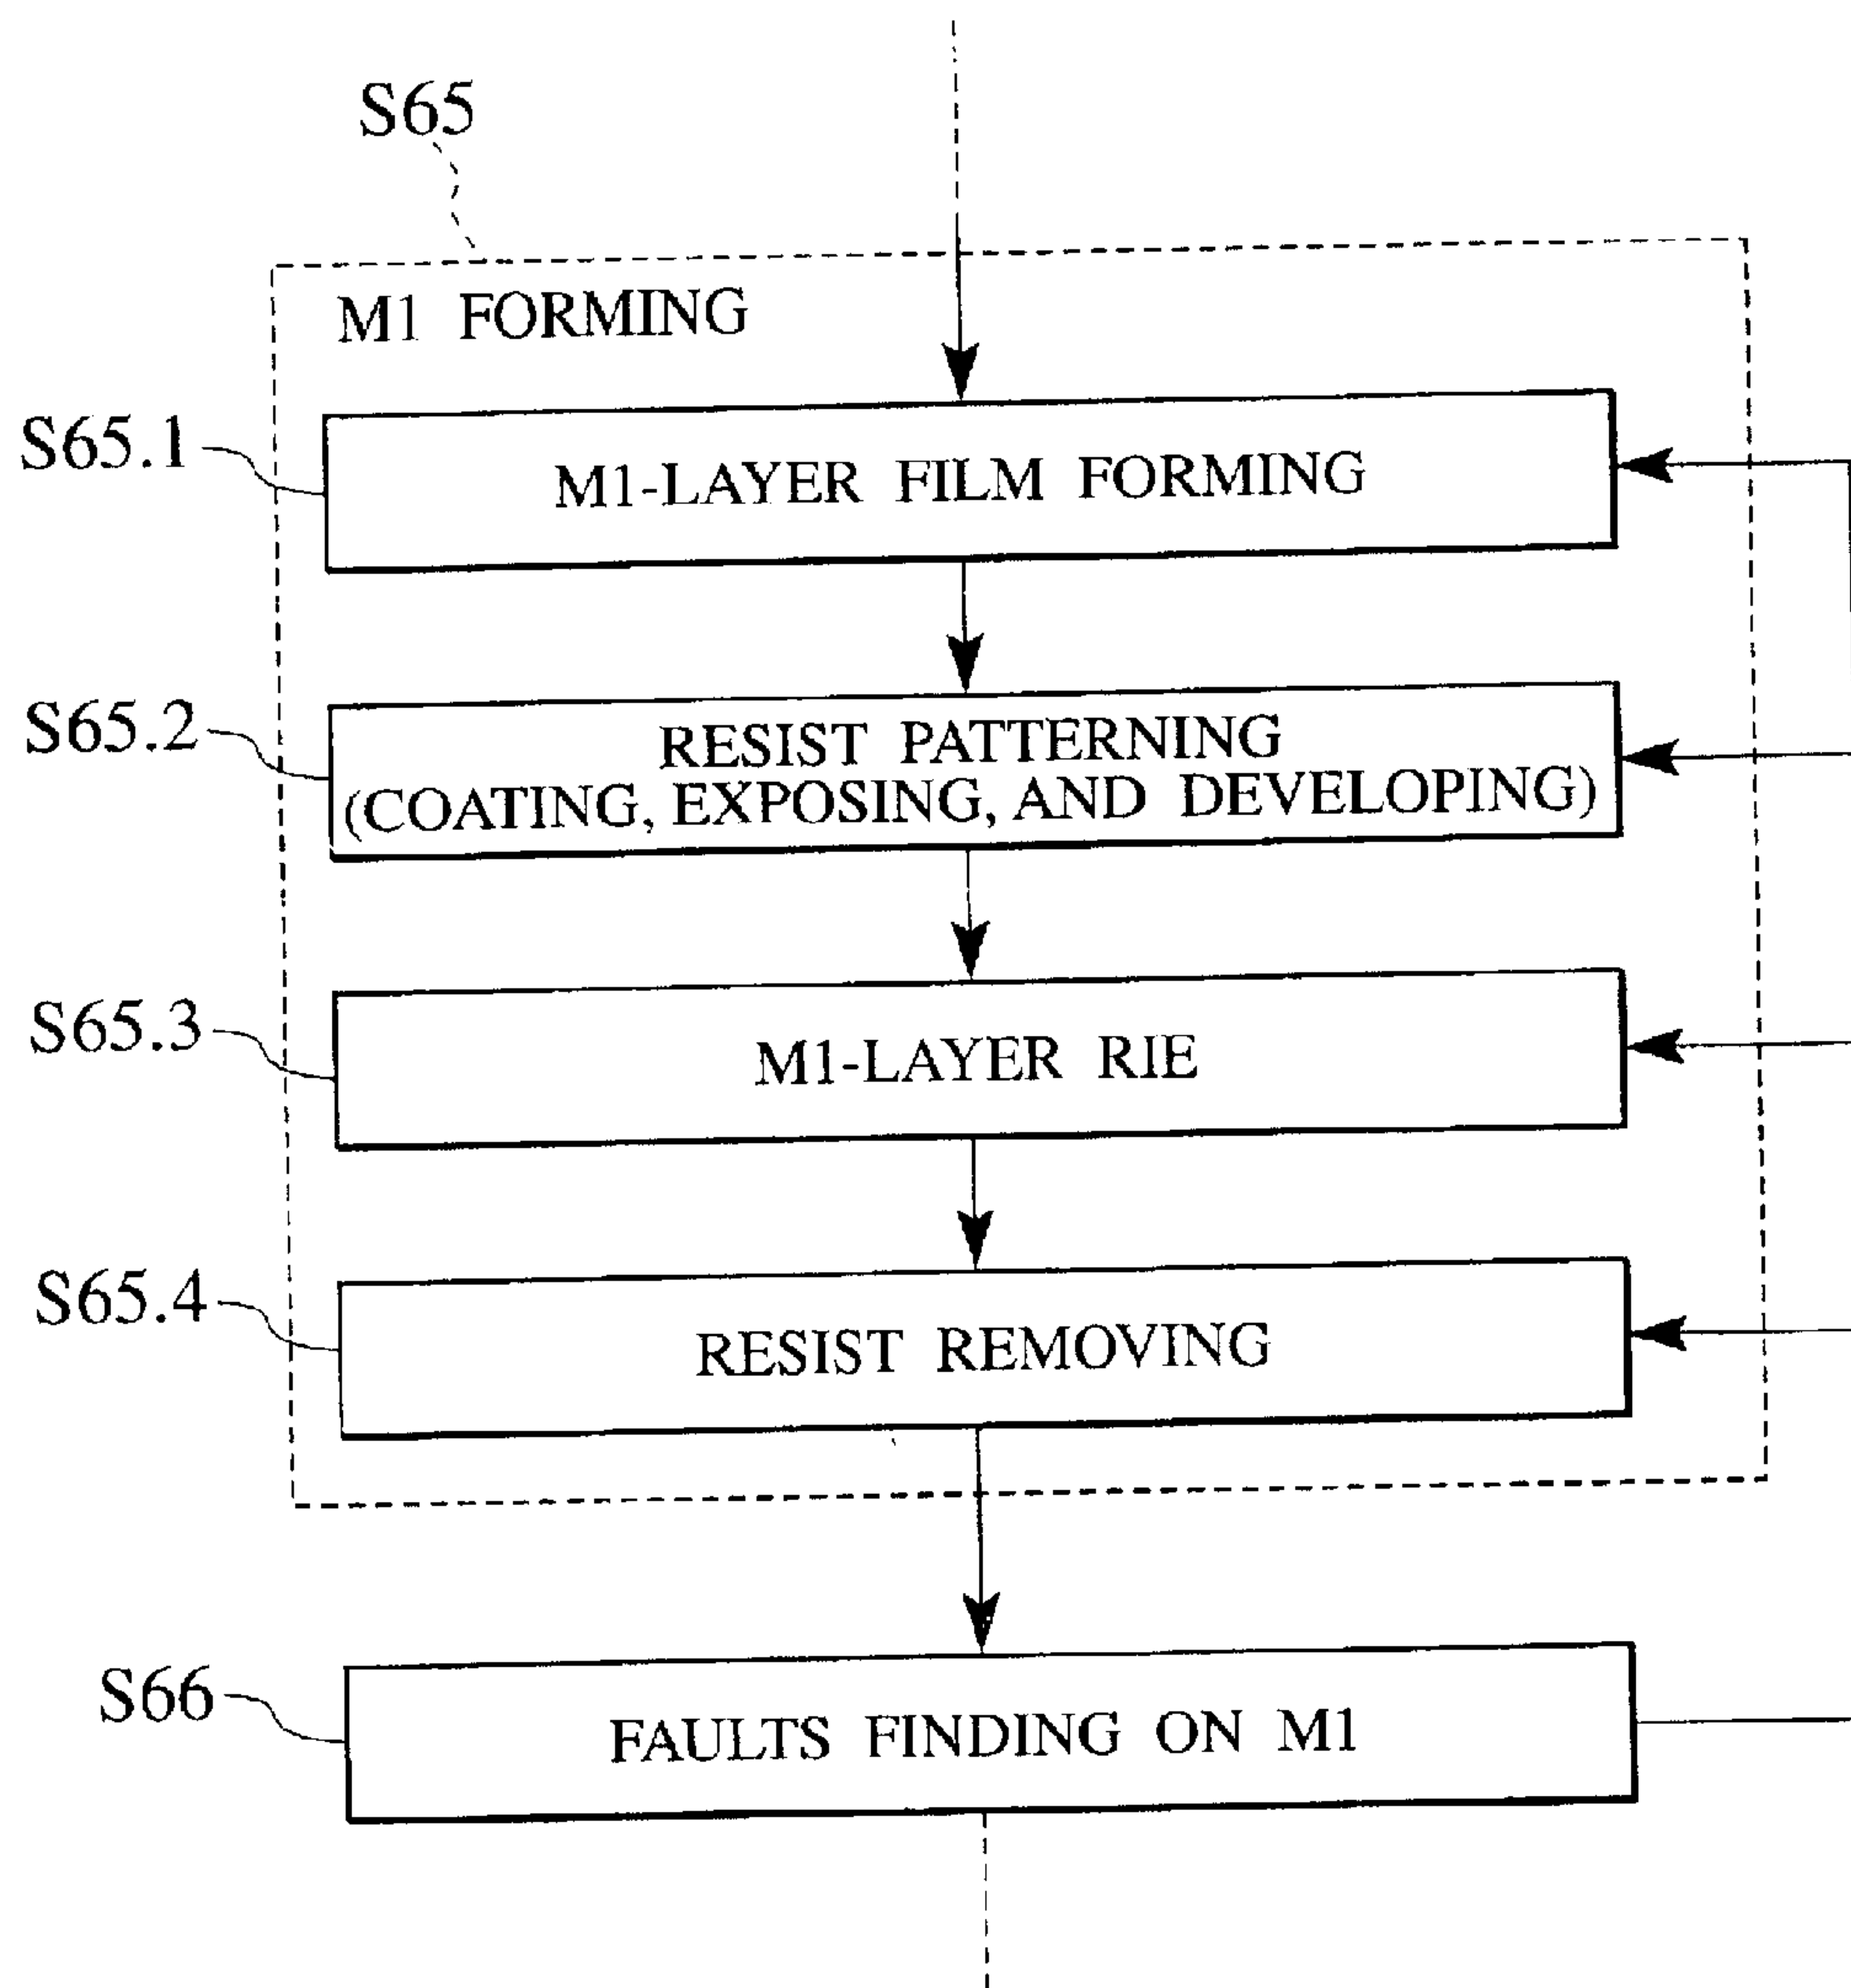 S65
M1 FORMING
S65.1
M1-LAYER FILM FORMING
S65.2
RESIST PATTERNING
(COATING, EXPOSING, AND DEVELOPING)
S65.3
M1-LAYER RIE
S65.4
RESIST REMOVING
S66
FAULTS FINDING ON M1